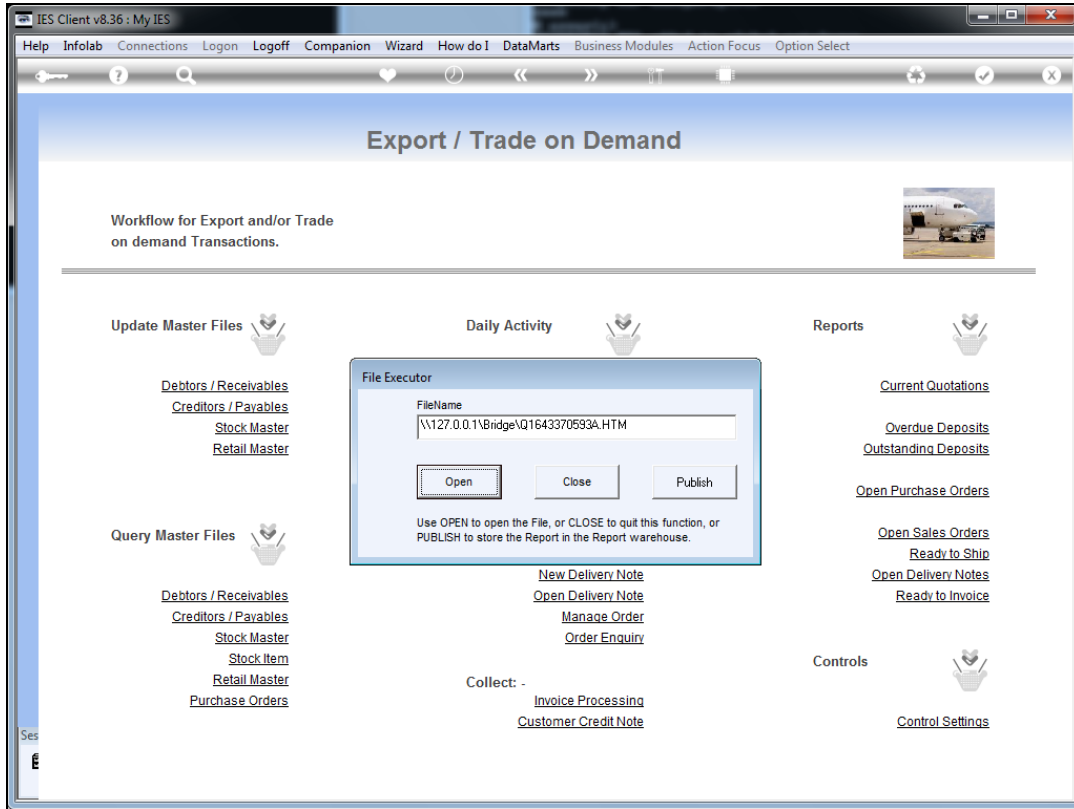 IES Client v8.36 : My IES
Help Infolab Connections Logon Logoff Companion Wizard How do I DataMarts Business Modules Action Focus Option Select
Export / Trade on Demand
Workflow for Export and/or Trade
on demand Transactions.
Update Master Files
Debtors / Receivables
Creditors / Payables
Stock Master
Retail Master
Query Master Files
Debtors / Receivables
Creditors / Payables
Stock Master
Stock Item
Retail Master
Purchase Orders
Daily Activity
File Executor
FileName
\\127.0.0.1\Bridge\Q1643370593A.HTM
Open Close Publish
Use OPEN to open the File, or CLOSE to quit this function, or
PUBLISH to store the Report in the Report warehouse.
New Delivery Note
Open Delivery Note
Manage Order
Order Enquiry
Collect: -
Invoice Processing
Customer Credit Note
Reports
Current Quotations
Overdue Deposits
Outstanding Deposits
Open Purchase Orders
Open Sales Orders
Ready to Ship
Open Delivery Notes
Ready to Invoice
Controls
Control Settings
Ses